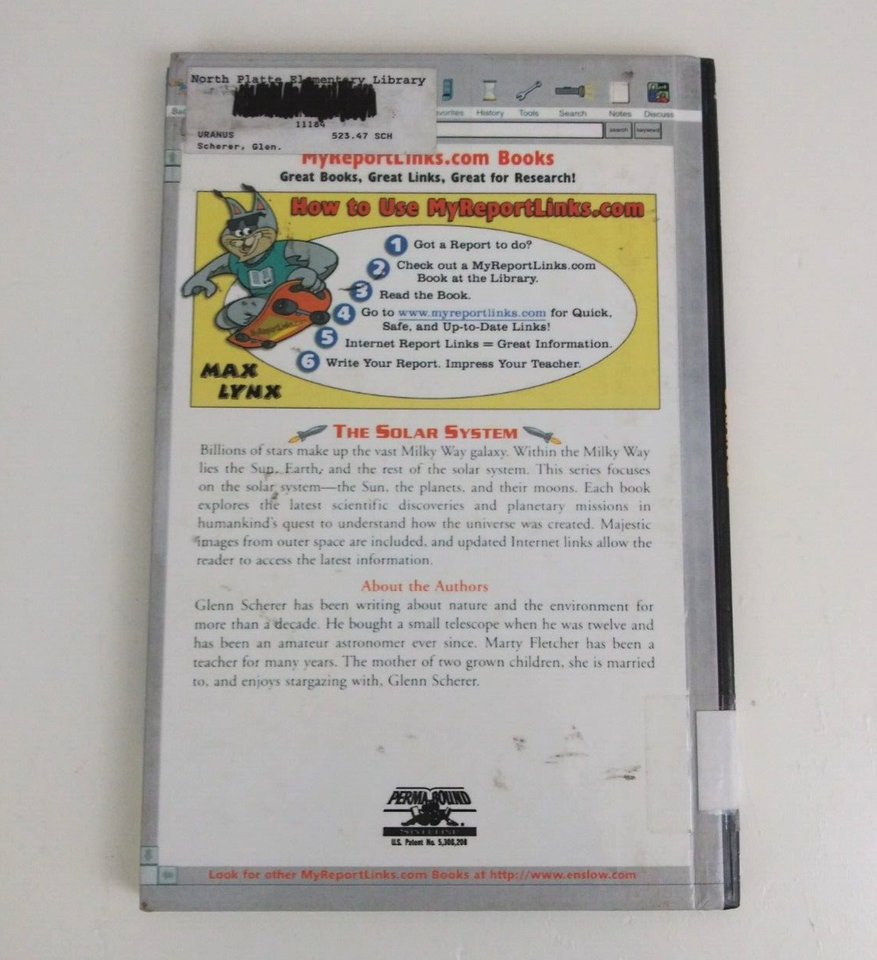 North Platte Elementary Library
11184
URANUS 523.47 SCH
Scherer, Glen.
History Tools Search Notes Discuss
search keyword
MyReportLinks.com Books
Great Books, Great Links, Great for Research!
How to Use MyReportLinks.com
1 Got a Report to do?
2 Check out a MyReportLinks.com
Book at the Library.
3 Read the Book.
4 Go to www.myreportlinks.com for Quick,
Safe, and Up-to-Date Links!
5 Internet Report Links = Great Information.
6 Write Your Report. Impress Your Teacher.
MyReportLinks.com
MAX
LYNX
THE SOLAR SYSTEM
Billions of stars make up the vast Milky Way galaxy. Within the Milky Way
lies the Sun, Earth, and the rest of the solar system. This series focuses
on the solar system—the Sun, the planets, and their moons. Each book
explores the latest scientific discoveries and planetary missions in
humankind's quest to understand how the universe was created. Majestic
images from outer space are included, and updated Internet links allow the
reader to access the latest information.
About the Authors
Glenn Scherer has been writing about nature and the environment for
more than a decade. He bought a small telescope when he was twelve and
has been an amateur astronomer ever since. Marty Fletcher has been a
teacher for many years. The mother of two grown children, she is married
to, and enjoys stargazing with, Glenn Scherer.
PERMA BOUND
U.S. Patent No. 5,306,208
Look for other MyReportLinks.com Books at http://www.enslow.com